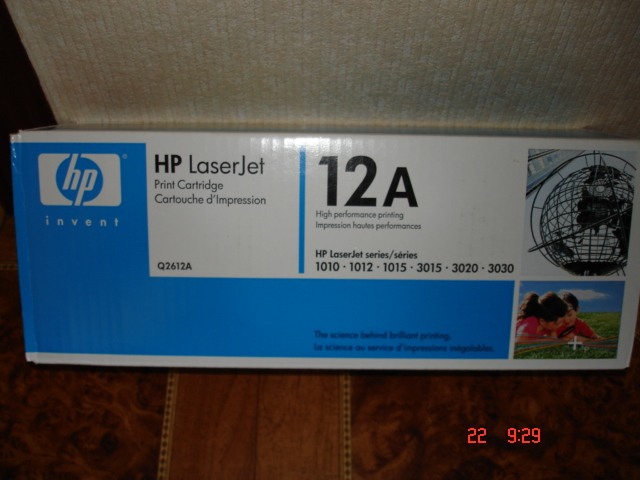 hp
®
invent
HP LaserJet
Print Cartridge
Cartouche d'Impression
Q2612A
12A
High performance printing
Impression hautes performances
HP LaserJet series/séries
1010 · 1012 · 1015 · 3015 · 3020 · 3030
The science behind brilliant printing.
La science au service d'impressions inégalables.
22 9:29